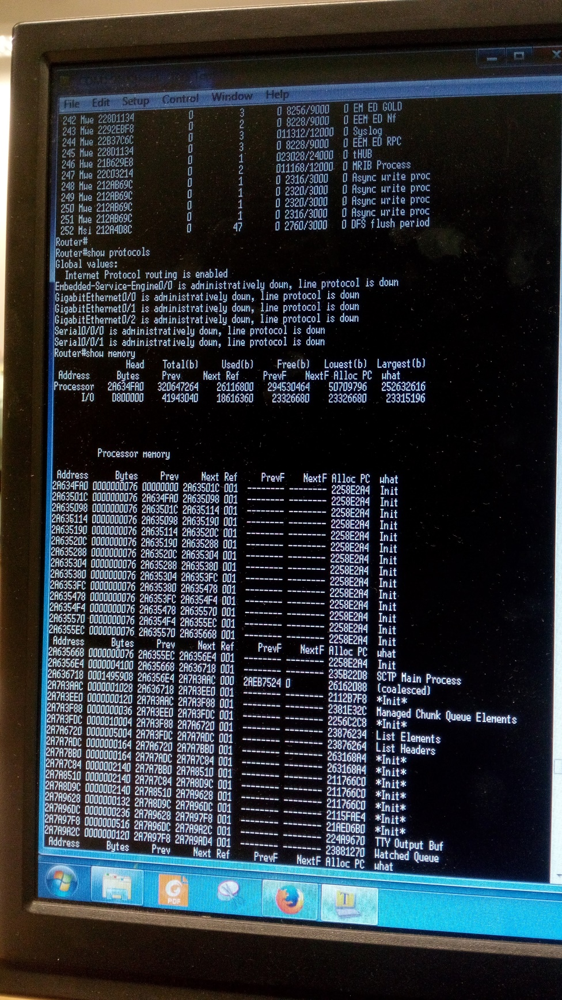 File Edit Setup Control Window Help
242 Mwe 228D1134 0 3 0 8256/9000 0 EM ED GOLD
243 Mwe 2292EBF8 0 2 0 8228/9000 0 EEM ED Nf
244 Mwe 22B37C6C 0 3 011312/12000 0 Syslog
245 Mwe 228D1134 0 3 0 8228/9000 0 EEM ED RPC
246 Hwe 21B629E8 0 1 023028/24000 0 tHUB
247 Mwe 22C03214 0 2 011168/12000 0 MRIB Process
248 Mwe 212AB69C 0 1 0 2316/3000 0 Async write proc
249 Mwe 212AB69C 0 1 0 2320/3000 0 Async write proc
250 Mwe 212AB69C 0 1 0 2320/3000 0 Async write proc
251 Mwe 212AB69C 0 1 0 2316/3000 0 Async write proc
252 Msi 212A4D8C 0 47 0 2760/3000 0 DFS flush period
Router#
Router#show protocols
Global values:
Internet Protocol routing is enabled
Embedded-Service-Engine0/0 is administratively down, line protocol is down
GigabitEthernet0/0 is administratively down, line protocol is down
GigabitEthernet0/1 is administratively down, line protocol is down
GigabitEthernet0/2 is administratively down, line protocol is down
Serial0/0/0 is administratively down, line protocol is down
Serial0/0/1 is administratively down, line protocol is down
Router#show memory
Head Total(b) Used(b) Free(b) Lowest(b) Largest(b)
Address Bytes Prev Next Ref PrevF NextF Alloc PC what
Processor 2A634FA0 320647264 26116800 294530464 50709796 252632616
I/O D800000 41943040 18616360 23326680 23326680 23315196
Processor memory
Address Bytes Prev Next Ref PrevF NextF Alloc PC what
2A634FA0 0000000076 00000000 2A63501C 001 -------- -------- 2258E2A4 Init
2A63501C 0000000076 2A634FA0 2A635098 001 -------- -------- 2258E2A4 Init
2A635098 0000000076 2A63501C 2A635114 001 -------- -------- 2258E2A4 Init
2A635114 0000000076 2A635098 2A635190 001 -------- -------- 2258E2A4 Init
2A635190 0000000076 2A635114 2A63520C 001 -------- -------- 2258E2A4 Init
2A63520C 0000000076 2A635190 2A635288 001 -------- -------- 2258E2A4 Init
2A635288 0000000076 2A63520C 2A635304 001 -------- -------- 2258E2A4 Init
2A635304 0000000076 2A635288 2A635380 001 -------- -------- 2258E2A4 Init
2A635380 0000000076 2A635304 2A6353FC 001 -------- -------- 2258E2A4 Init
2A6353FC 0000000076 2A635380 2A635478 001 -------- -------- 2258E2A4 Init
2A635478 0000000076 2A6353FC 2A6354F4 001 -------- -------- 2258E2A4 Init
2A6354F4 0000000076 2A635478 2A635570 001 -------- -------- 2258E2A4 Init
2A635570 0000000076 2A6354F4 2A6355EC 001 -------- -------- 2258E2A4 Init
2A6355EC 0000000076 2A635570 2A635668 001 -------- -------- 2258E2A4 Init
Address Bytes Prev Next Ref PrevF NextF Alloc PC what
2A635668 0000000076 2A6355EC 2A6356E4 001 -------- -------- 2258E2A4 Init
2A6356E4 0000004100 2A635668 2A636718 001 -------- -------- 235B22D8 SCTP Main Process
2A636718 0001495908 2A6356E4 2A7A3AAC 000 2AEB7524 0 26162D88 (coalesced)
2A7A3AAC 0000001028 2A636718 2A7A3EE0 001 -------- -------- 2112B7F8 *Init*
2A7A3EE0 0000000120 2A7A3AAC 2A7A3F88 001 -------- -------- 2381E32C Managed Chunk Queue Elements
2A7A3F88 0000000036 2A7A3EE0 2A7A3FDC 001 -------- -------- 2256C2C8 *Init*
2A7A3FDC 0000010004 2A7A3F88 2A7A6720 001 -------- -------- 23876234 List Elements
2A7A6720 0000005004 2A7A3FDC 2A7A7ADC 001 -------- -------- 23876264 List Headers
2A7A7ADC 0000000164 2A7A6720 2A7A7BB0 001 -------- -------- 263168A4 *Init*
2A7A7BB0 0000000164 2A7A7ADC 2A7A7C84 001 -------- -------- 263168A4 *Init*
2A7A7C84 0000002140 2A7A7BB0 2A7A8510 001 -------- -------- 211766C0 *Init*
2A7A8510 0000002140 2A7A7C84 2A7A8D9C 001 -------- -------- 211766C0 *Init*
2A7A8D9C 0000002140 2A7A8510 2A7A9628 001 -------- -------- 211766C0 *Init*
2A7A9628 0000000132 2A7A8D9C 2A7A96DC 001 -------- -------- 2115FAE4 *Init*
2A7A96DC 0000000236 2A7A9628 2A7A97F8 001 -------- -------- 21AED6B0 *Init*
2A7A97F8 0000000516 2A7A96DC 2A7A9A2C 001 -------- -------- 224A9670 TTY Output Buf
2A7A9A2C 0000000120 2A7A97F8 2A7A9AD4 001 -------- -------- 23881270 Watched Queue
Address Bytes Prev Next Ref PrevF NextF Alloc PC what
PDF